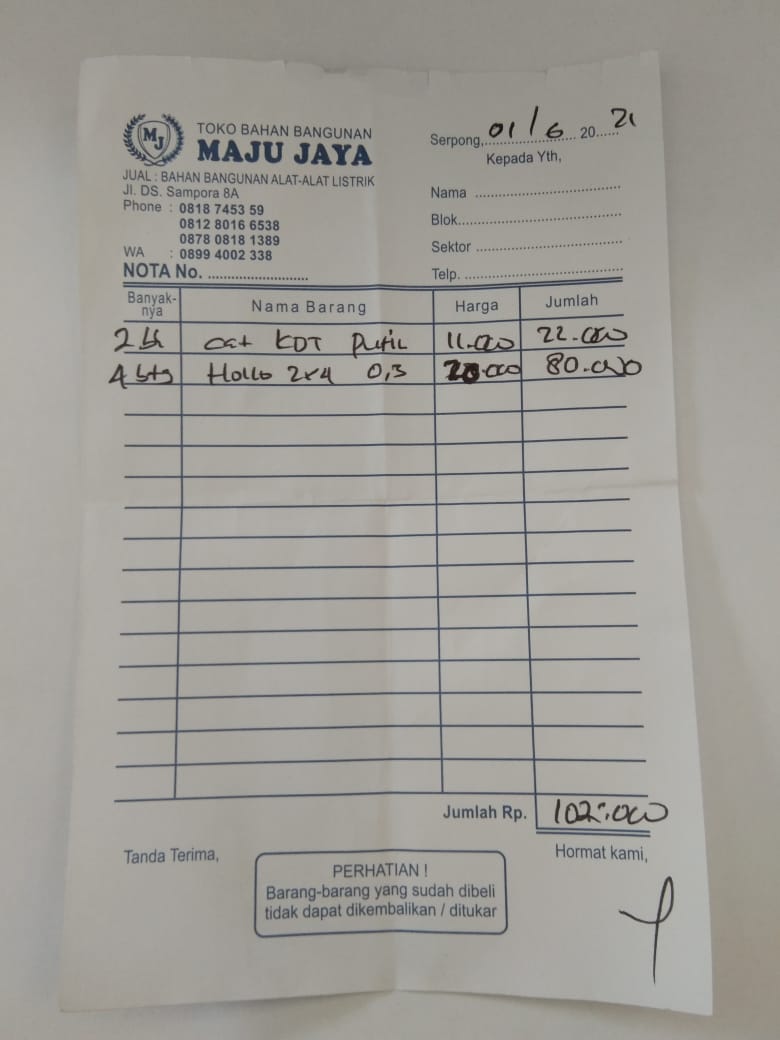 MJ
TOKO BAHAN BANGUNAN
MAJU JAYA
JUAL : BAHAN BANGUNAN ALAT-ALAT LISTRIK
Jl. DS. Sampora 8A
Phone : 0818 7453 59
0812 8016 6538
0878 0818 1389
WA : 0899 4002 338
NOTA No. ........................
Serpong, 01/6 20 21
Kepada Yth,
Nama ........................
Blok........................
Sektor ........................
Telp. ........................
Banyak-nya Nama Barang Harga Jumlah
2 bh cat KDT putih 11.000 22.000
4 btg Hollo 2x4 0,3 20.000 80.000
Jumlah Rp. 102.000
Tanda Terima,
Hormat kami,
PERHATIAN !
Barang-barang yang sudah dibeli
tidak dapat dikembalikan / ditukar